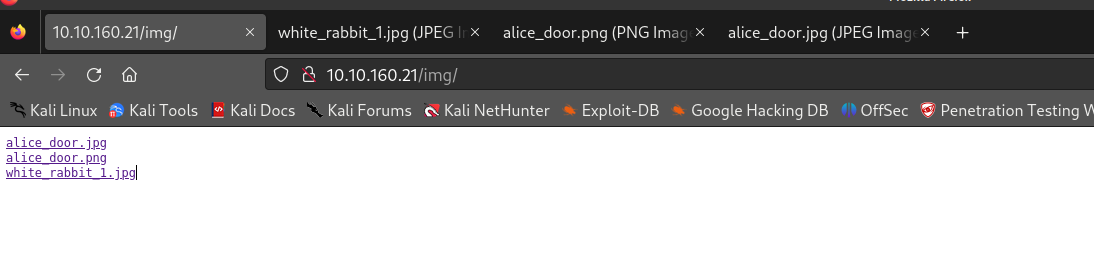 10.10.160.21/img/ white_rabbit_1.jpg (JPEG I alice_door.png (PNG Imag alice_door.jpg (JPEG Imag
10.10.160.21/img/
Kali Linux Kali Tools Kali Docs Kali Forums Kali NetHunter Exploit-DB Google Hacking DB OffSec Penetration Testing W
alice_door.jpg
alice_door.png
white_rabbit_1.jpg